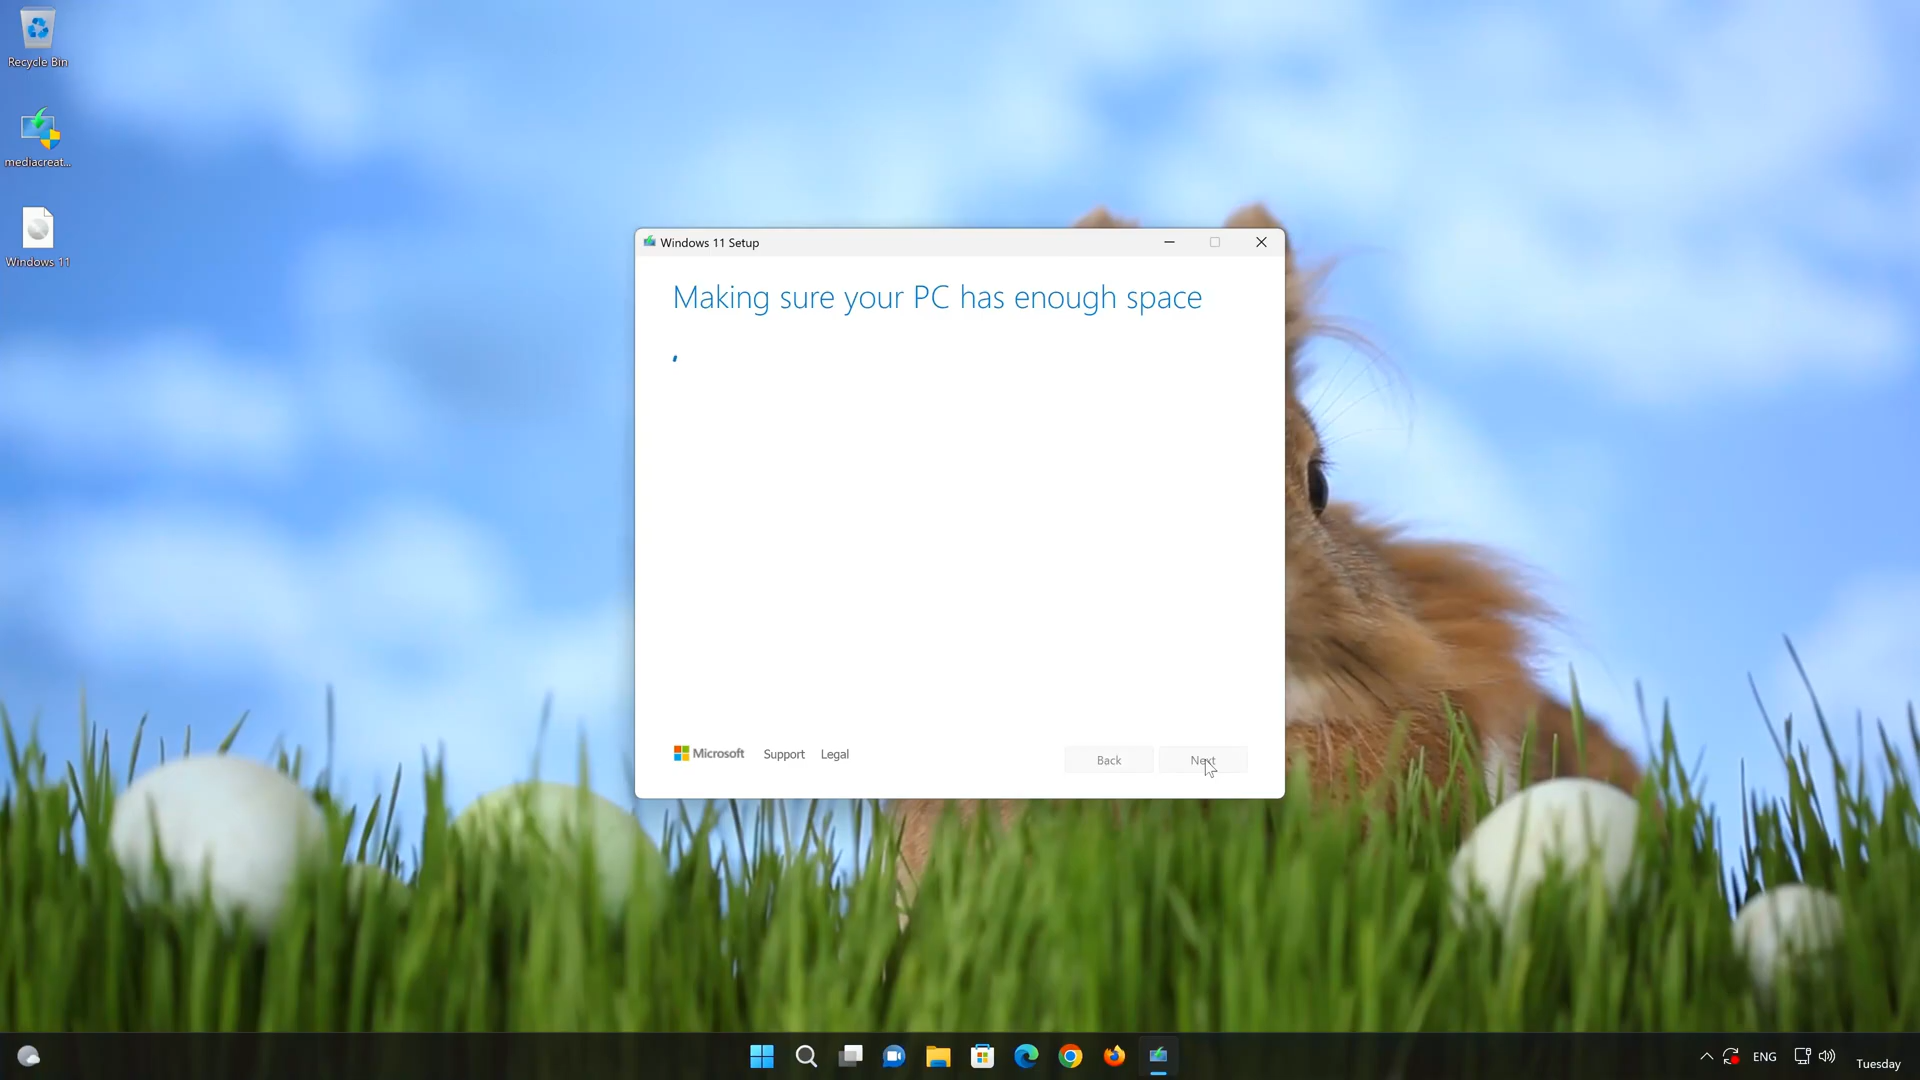 Recycle Bin
mediacreat...
Windows 11
Windows 11 Setup
Making sure your PC has enough space
Microsoft
Support
Legal
Back
Next
ENG
Tuesday